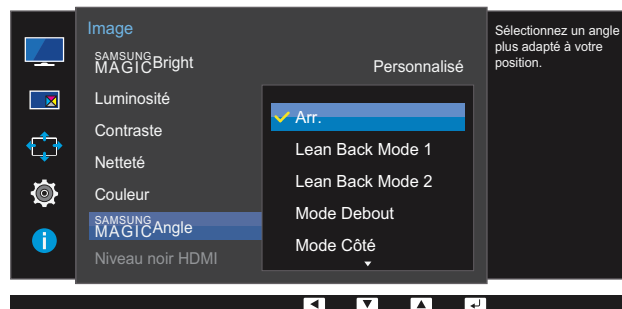 Image
SAMSUNG MAGICBright
Personnalisé
Luminosité
Contraste
Netteté
Couleur
SAMSUNG MAGICAngle
Niveau noir HDMI
✓ Arr.
Lean Back Mode 1
Lean Back Mode 2
Mode Debout
Mode Côté
Sélectionnez un angle
plus adapté à votre
position.